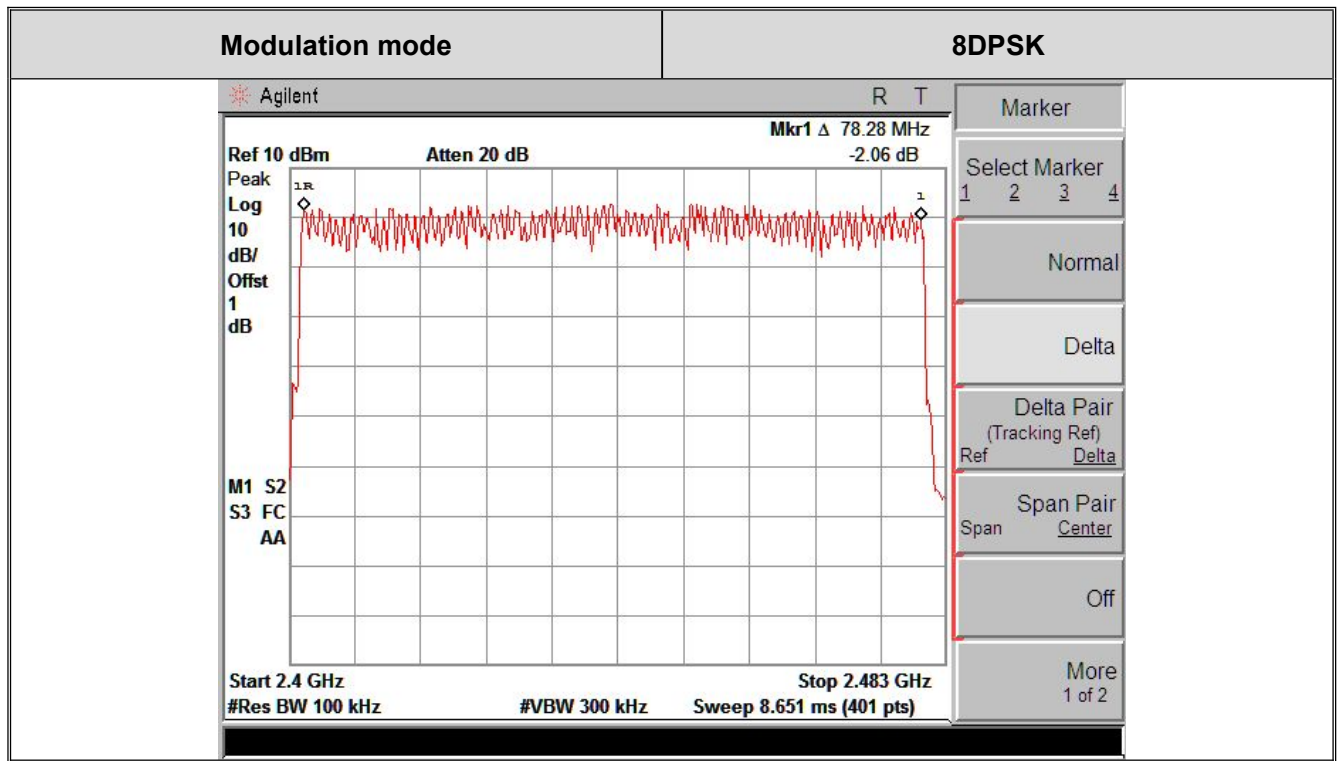 Modulation mode 8DPSK
Agilent R T
Mkr1 Δ 78.28 MHz
Ref 10 dBm Atten 20 dB -2.06 dB
Peak
Log
10
dB/
Offst
1
dB
1R
1
M1 S2
S3 FC
AA
Start 2.4 GHz Stop 2.483 GHz
#Res BW 100 kHz #VBW 300 kHz Sweep 8.651 ms (401 pts)
Marker
Select Marker
1 2 3 4
Normal
Delta
Delta Pair
(Tracking Ref)
Ref Delta
Span Pair
Span Center
Off
More
1 of 2